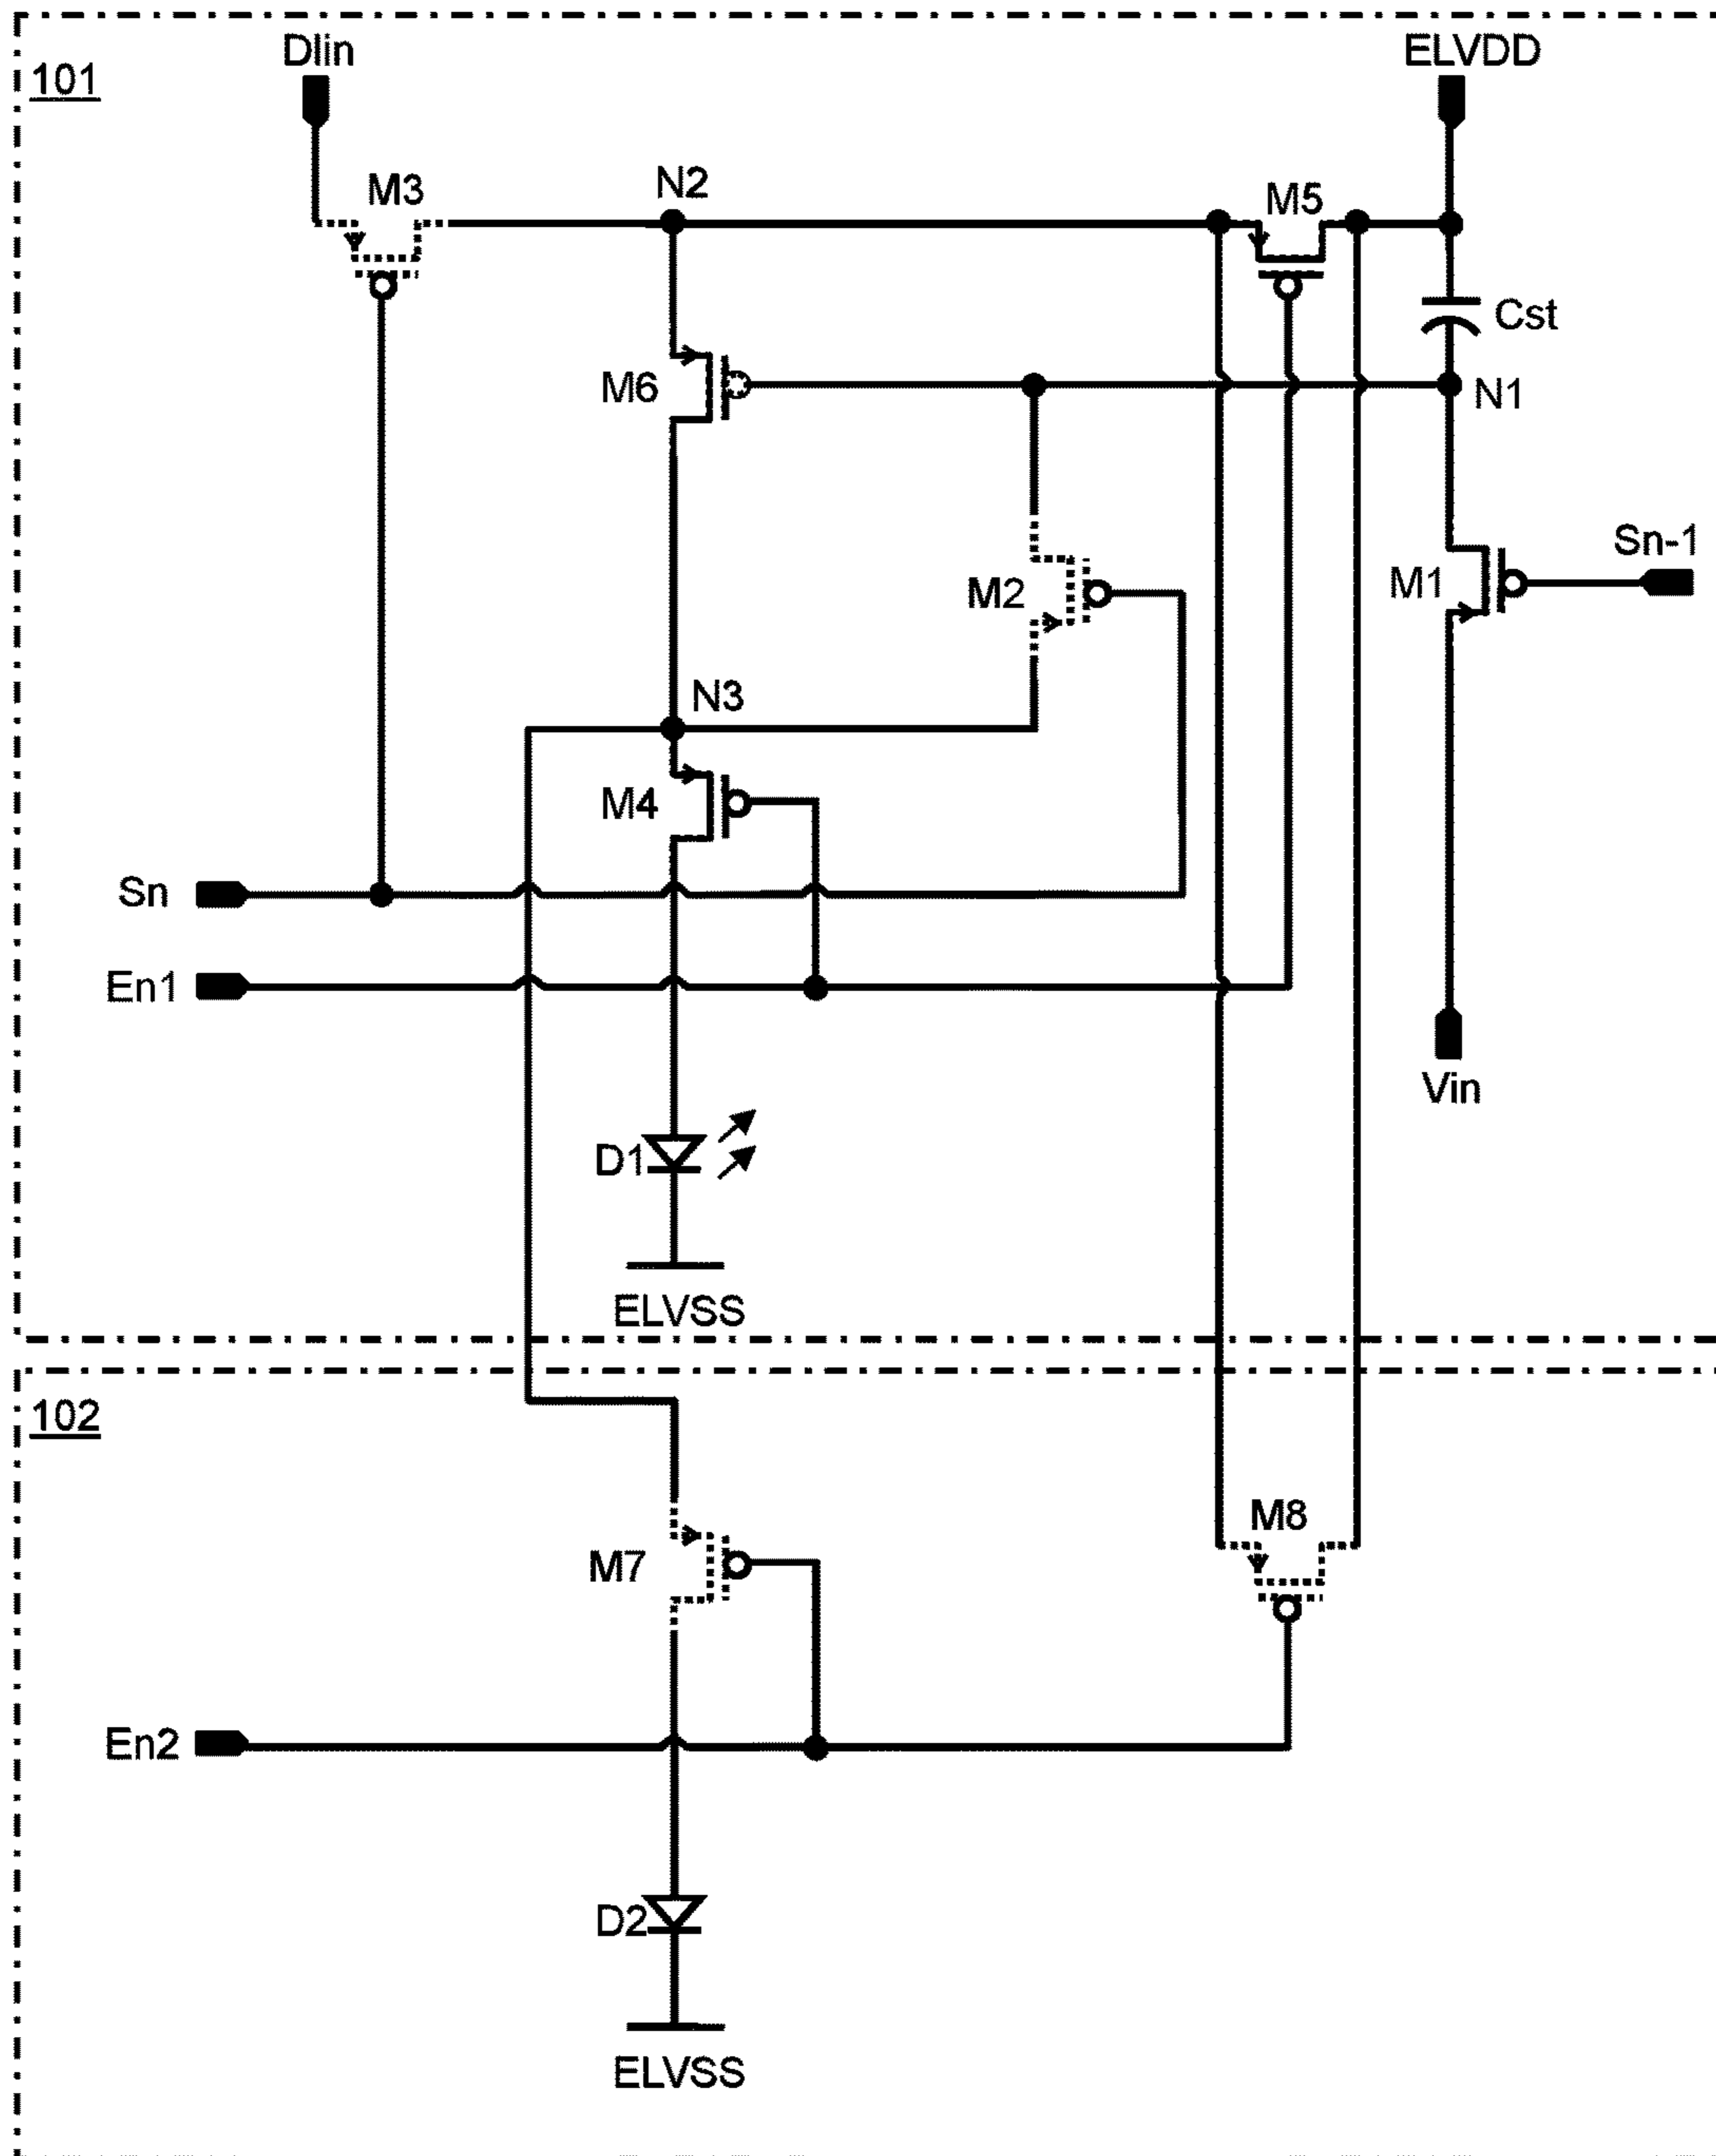 DIin
ELVDD
101
M3
N2
M5
Cst
M6
N1
Sn-1
M2
M1
N3
M4
Sn
En1
Vin
D1
ELVSS
102
M8
M7
En2
D2
ELVSS